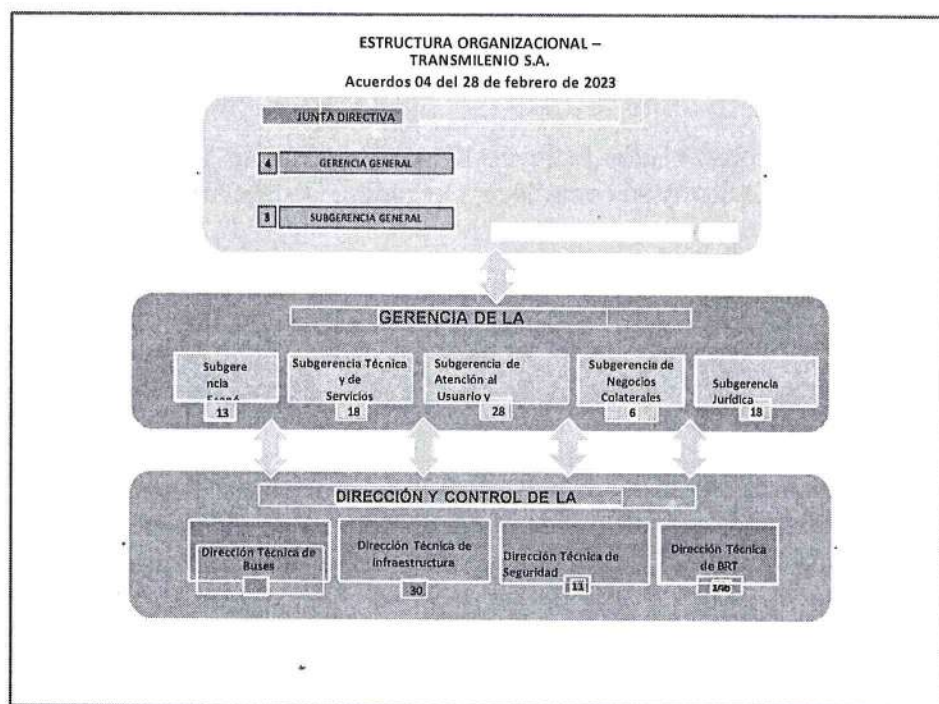 ESTRUCTURA ORGANIZACIONAL –
TRANSMILENIO S.A.
Acuerdos 04 del 28 de febrero de 2023
JUNTA DIRECTIVA
4 GERENCIA GENERAL
3 SUBGERENCIA GENERAL
GERENCIA DE LA
Subgere
ncia
13
Subgerencia Técnica
y de
Servicios
18
Subgerencia de
Atención al
Usuario y
28
Subgerencia de
Negocios
Colaterales
6
Subgerencia
Jurídica
18
DIRECCIÓN Y CONTROL DE LA
Dirección Técnica de
Buses
Dirección Técnica de
Infraestructura
30
Dirección Técnica de
Seguridad
11
Dirección Técnica
de BRT